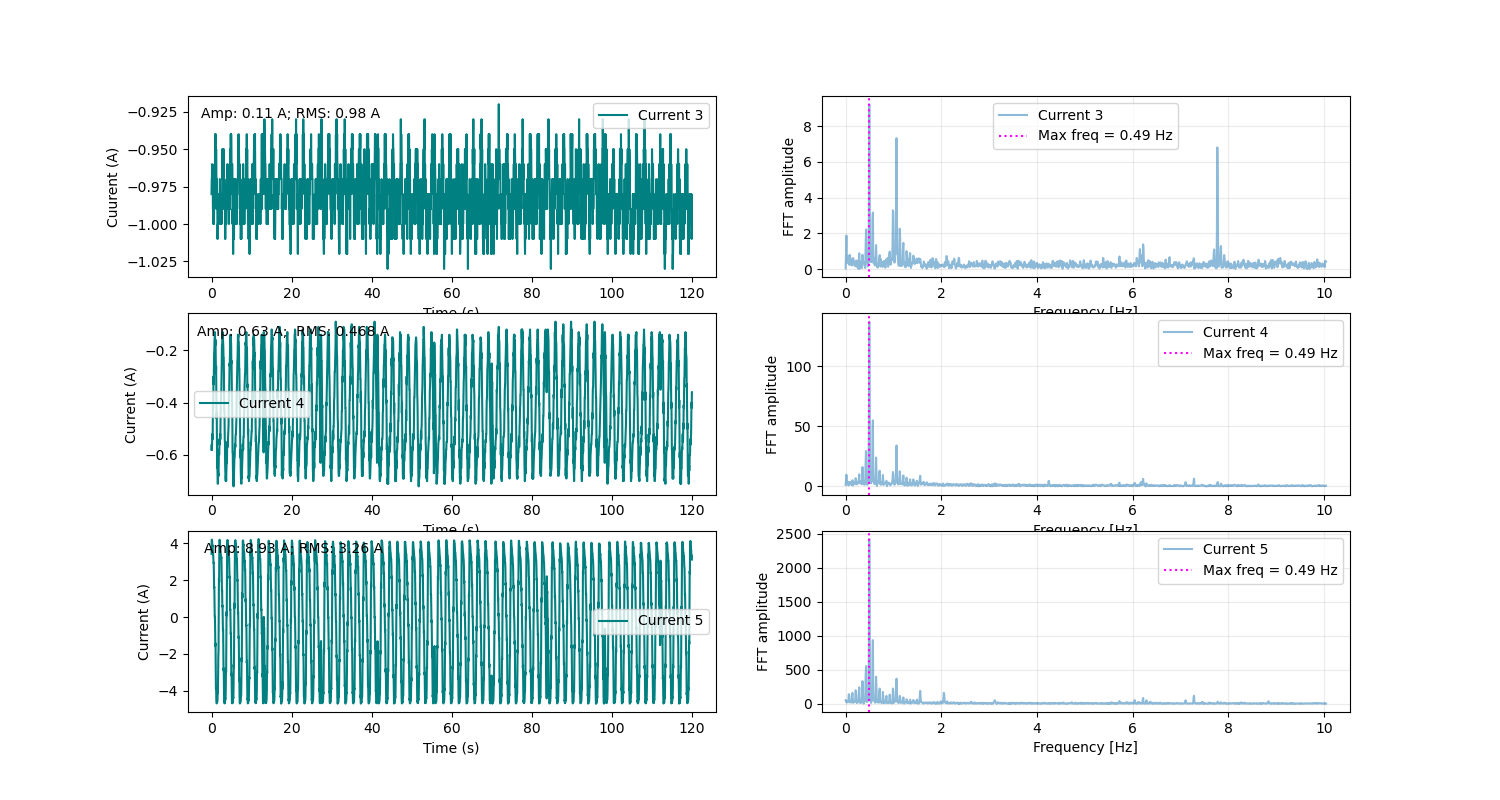 Amp: 0.11 A; RMS: 0.98 A
Current 3
Cuurrent (A)
−0.925
−0.950
−0.975
−1.000
−1.025
0 20 40 60 80 100 120
Time (s)
Current 3
Max freq = 0.49 Hz
FFT amplitude
8
6
4
2
0
0 2 4 6 8 10
Frequency [Hz]
Amp: 0.63 A; RMS: 0.468 A
Current 4
Current (A)
−0.2
−0.4
−0.6
0 20 40 60 80 100 120
Time (s)
Current 4
Max freq = 0.49 Hz
FFT amplitude
100
50
0
0 2 4 6 8 10
Frequency [Hz]
Amp: 8.93 A; RMS: 3.26 A
Current 5
Current (A)
4
2
0
−2
−4
0 20 40 60 80 100 120
Time (s)
Current 5
Max freq = 0.49 Hz
FFT amplitude
2500
2000
1500
1000
500
0
0 2 4 6 8 10
Frequency [Hz]